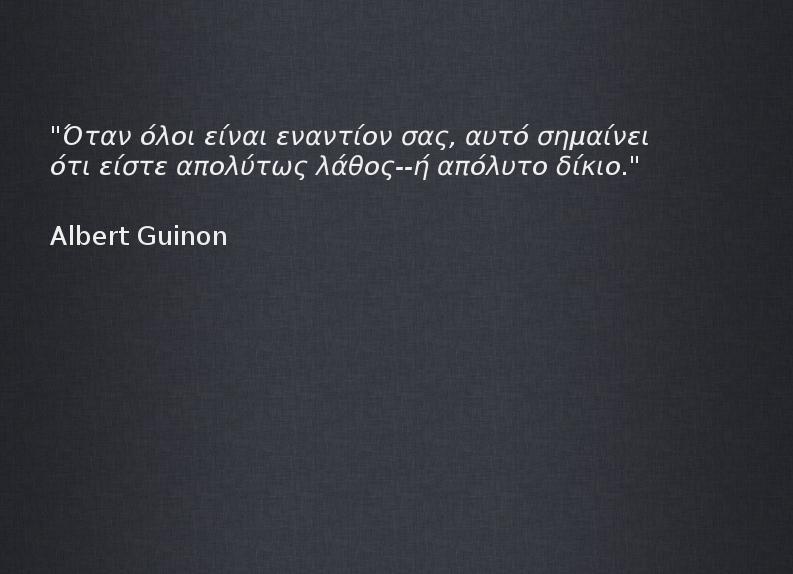 "Όταν όλοι είναι εναντίον σας, αυτό σημαίνει
ότι είστε απολύτως λάθος--ή απόλυτο δίκιο."
Albert Guinon